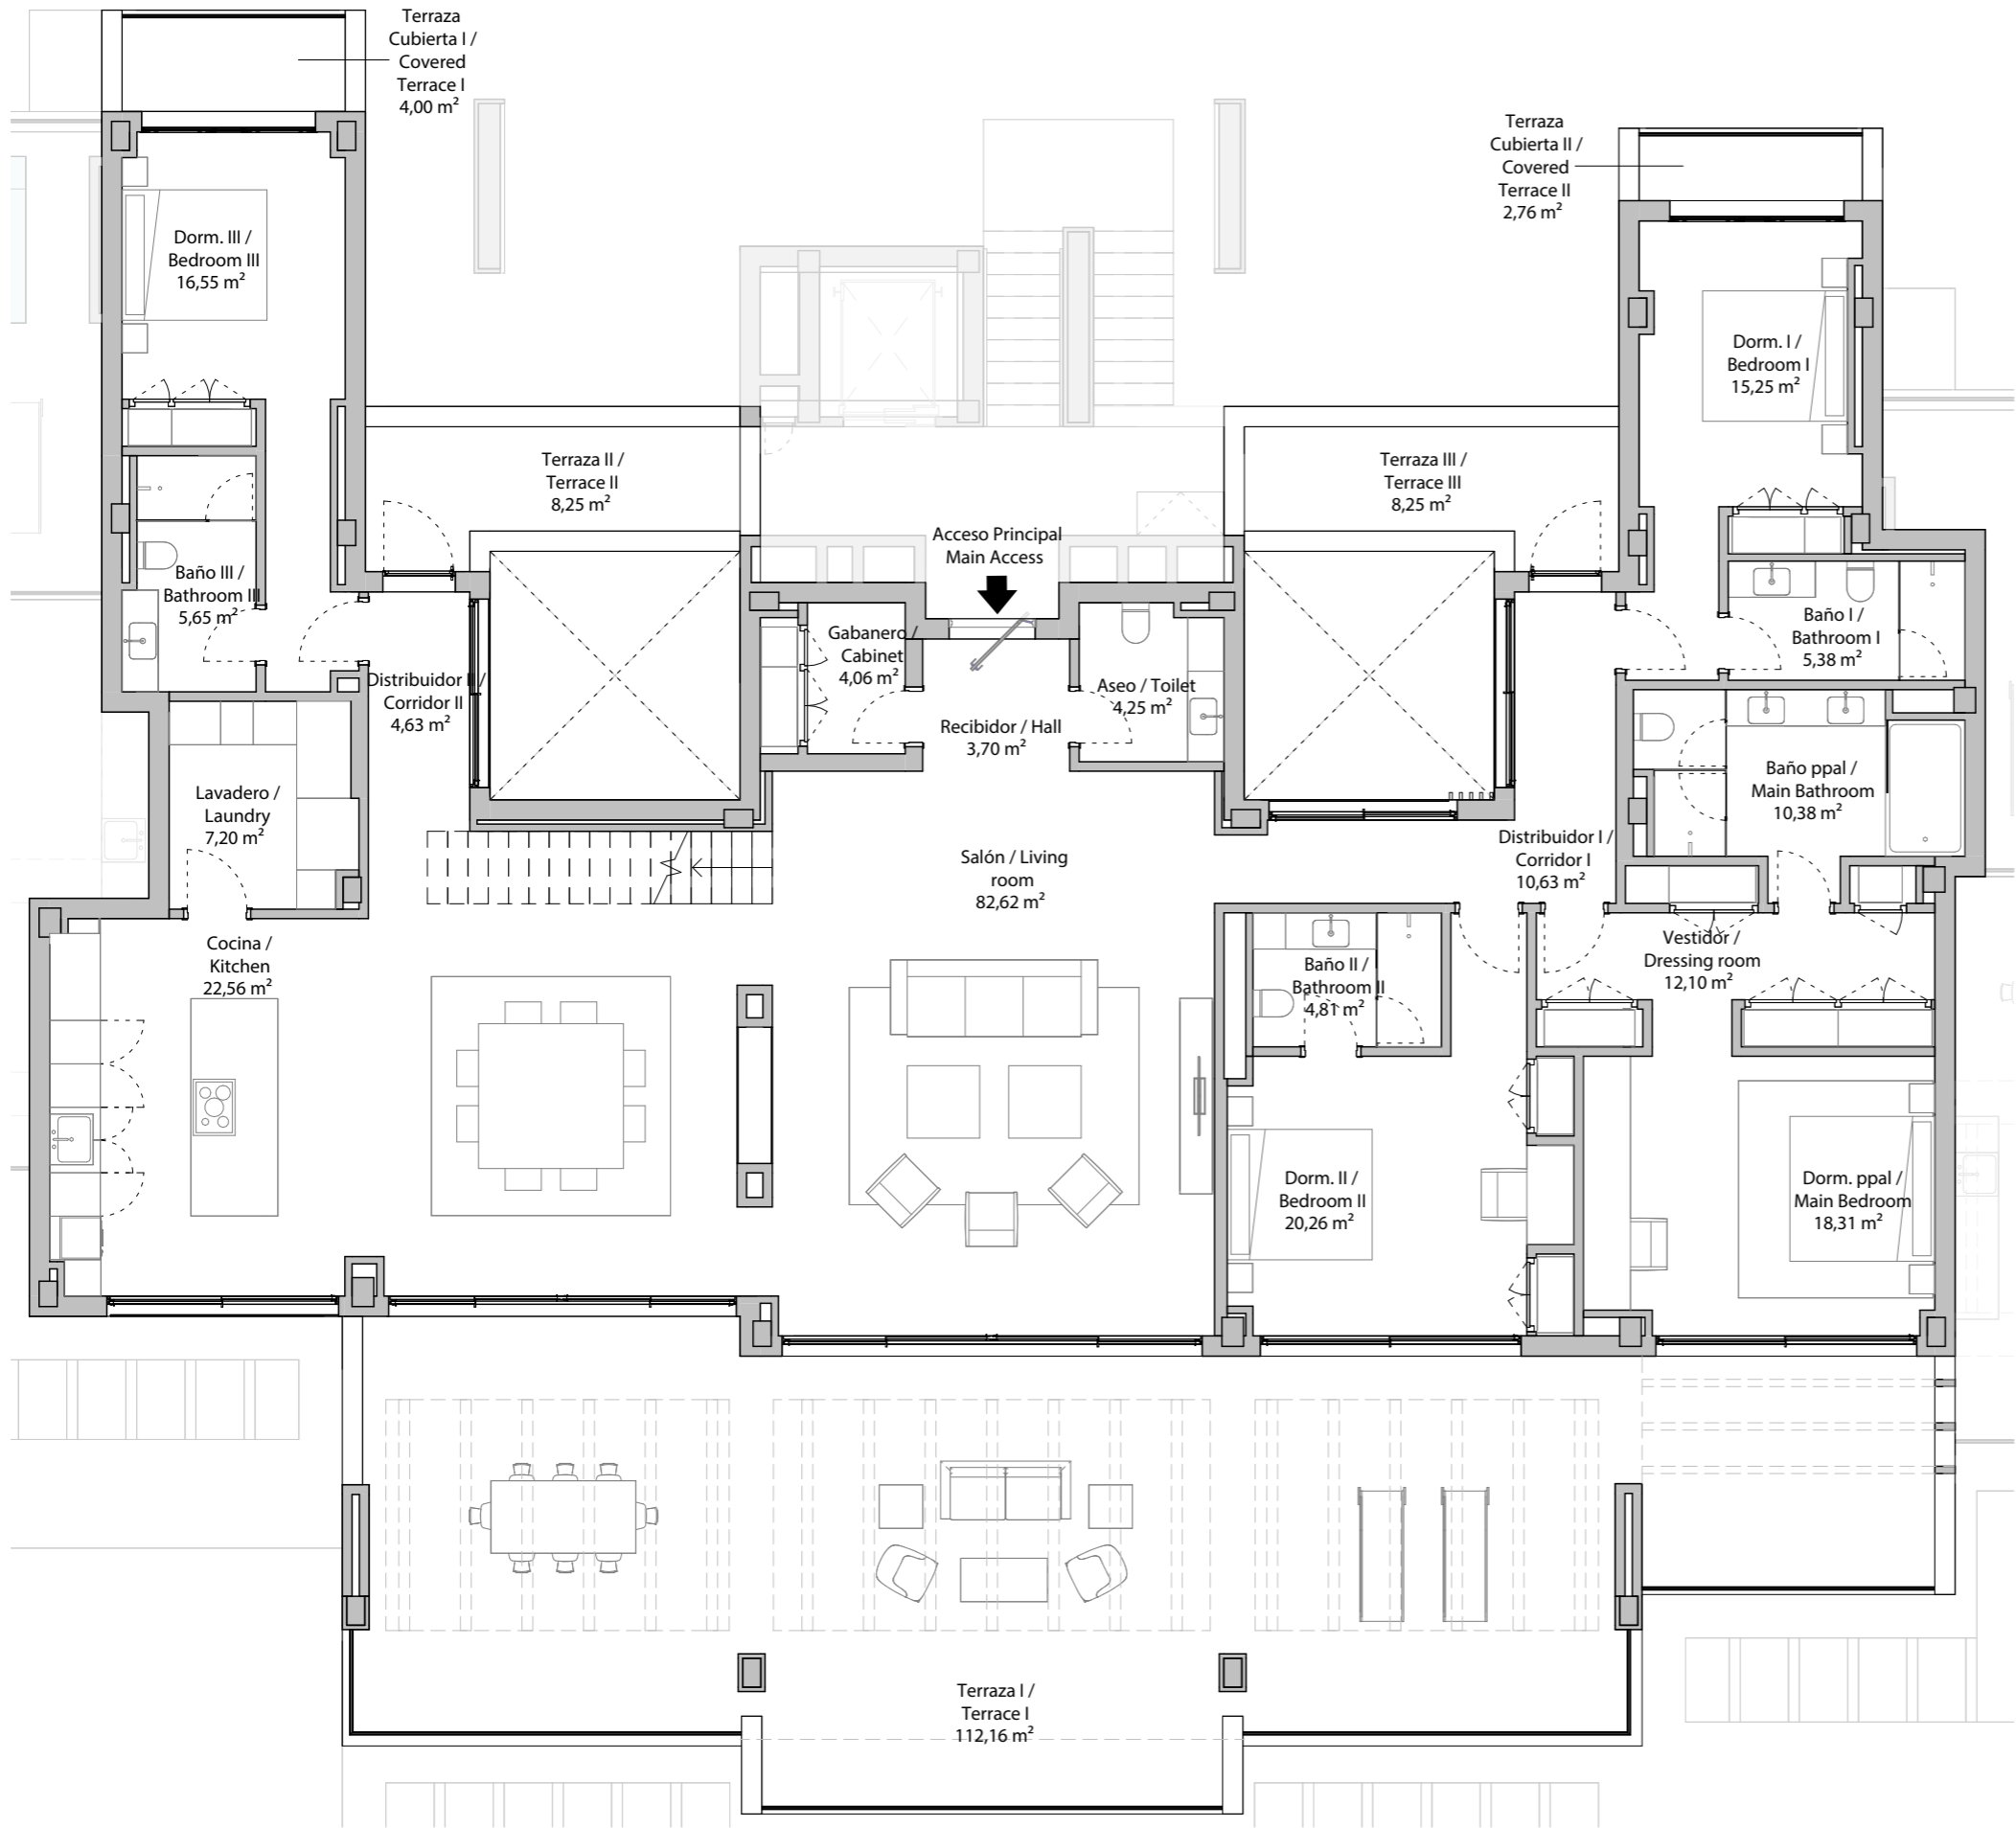 Terraza
Cubierta I /
Covered
Terrace I
4,00 m²
Terraza
Cubierta II /
Covered
Terrace II
2,76 m²
Dorm. III /
Bedroom III
16,55 m²
Dorm. I /
Bedroom I
15,25 m²
Terraza II /
Terrace II
8,25 m²
Terraza III /
Terrace III
8,25 m²
Acceso Principal
Main Access
Baño III /
Bathroom III
5,65 m²
Gabanero /
Cabinet
4,06 m²
Baño I /
Bathroom I
5,38 m²
Distribuidor II /
Corridor II
4,63 m²
Aseo / Toilet
4,25 m²
Recibidor / Hall
3,70 m²
Lavadero /
Laundry
7,20 m²
Baño ppal /
Main Bathroom
10,38 m²
Salón / Living
room
82,62 m²
Distribuidor I /
Corridor I
10,63 m²
Cocina /
Kitchen
22,56 m²
Baño II /
Bathroom II
4,81 m²
Vestidor /
Dressing room
12,10 m²
Dorm. II /
Bedroom II
20,26 m²
Dorm. ppal /
Main Bedroom
18,31 m²
Terraza I /
Terrace I
112,16 m²